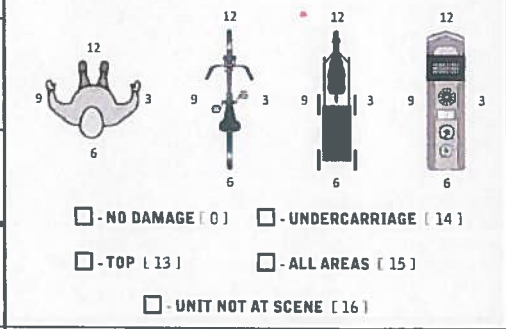 12 12 12
12
9 3 9 3 9 3 9 3
6
6 6 6
- NO DAMAGE [ 0 ] - UNDERCARRIAGE [ 14 ]
- TOP [ 13 ] - ALL AREAS [ 15 ]
- UNIT NOT AT SCENE [ 16 ]